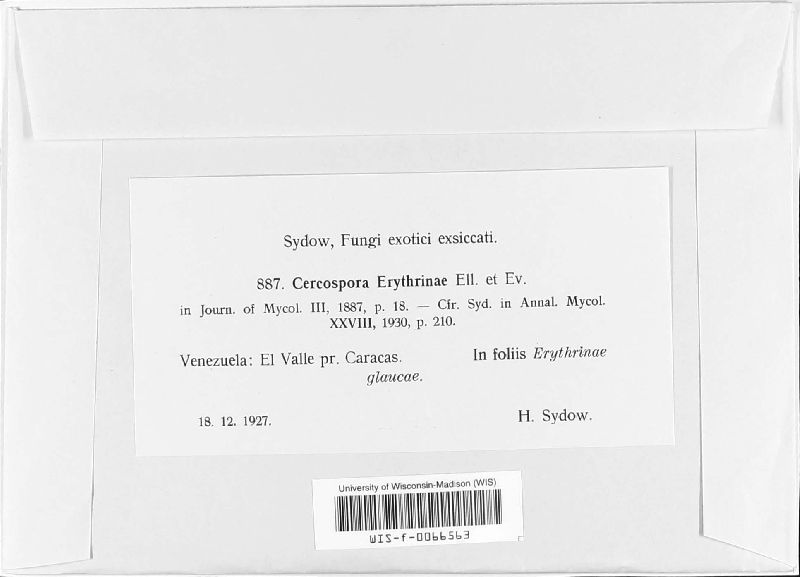 Sydow, Fungi exotici exsiccati.
887. Cercospora Erythrinae Ell. et Ev.
in Journ. of Mycol. III, 1887, p. 18. — Cfr. Syd. in Annal. Mycol.
XXVIII, 1930, p. 210.
Venezuela: El Valle pr. Caracas. In foliis Erythrinae
glaucae.
18. 12. 1927. H. Sydow.
University of Wisconsin-Madison (WIS)
WIS-f-0066563